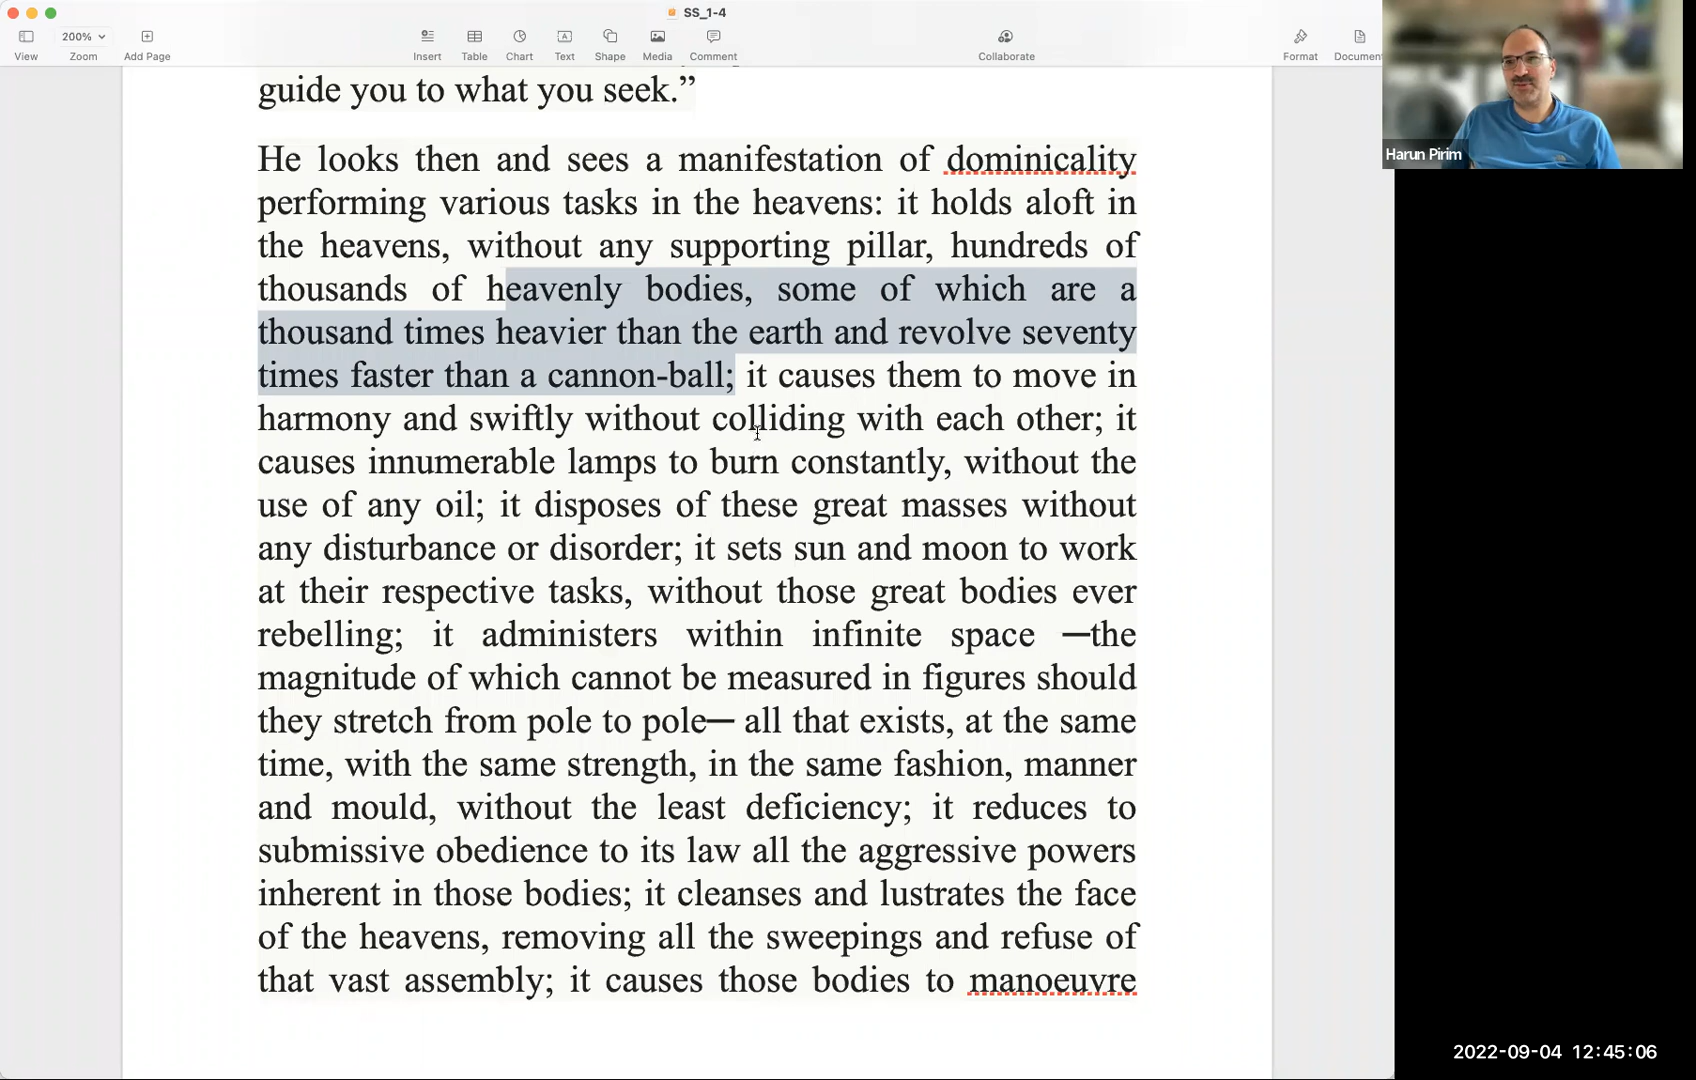 SS_1-4
200%
View Zoom Add Page Insert Table Chart Text Shape Media Comment Collaborate Format Document
guide you to what you seek.”
He looks then and sees a manifestation of dominicality
performing various tasks in the heavens: it holds aloft in
the heavens, without any supporting pillar, hundreds of
thousands of heavenly bodies, some of which are a
thousand times heavier than the earth and revolve seventy
times faster than a cannon-ball; it causes them to move in
harmony and swiftly without colliding with each other; it
causes innumerable lamps to burn constantly, without the
use of any oil; it disposes of these great masses without
any disturbance or disorder; it sets sun and moon to work
at their respective tasks, without those great bodies ever
rebelling; it administers within infinite space —the
magnitude of which cannot be measured in figures should
they stretch from pole to pole— all that exists, at the same
time, with the same strength, in the same fashion, manner
and mould, without the least deficiency; it reduces to
submissive obedience to its law all the aggressive powers
inherent in those bodies; it cleanses and lustrates the face
of the heavens, removing all the sweepings and refuse of
that vast assembly; it causes those bodies to manoeuvre
Harun Pirim
2022-09-04 12:45:06